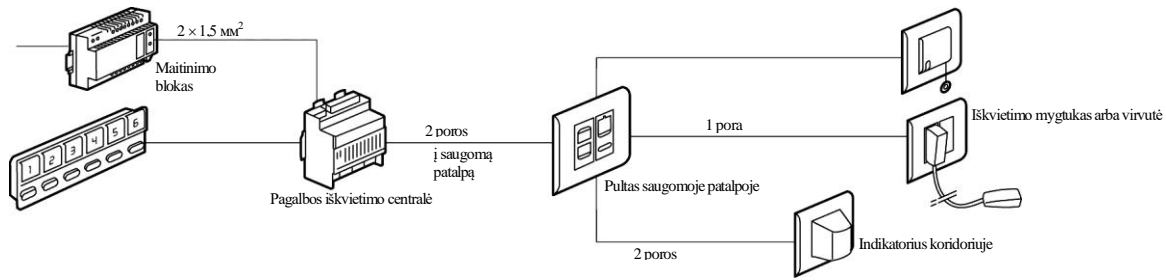 2 × 1.5 мм²
Maitinimo
blokas
1 2 3 4 5 6
Pagalbos iškvietimo centralė
2 poros
į saugomą
patalpą
Pultas saugomoje patalpoje
1 pora
Iškvietimo mygtukas arba virvutė
2 poros
Indikatorius koridoriuje